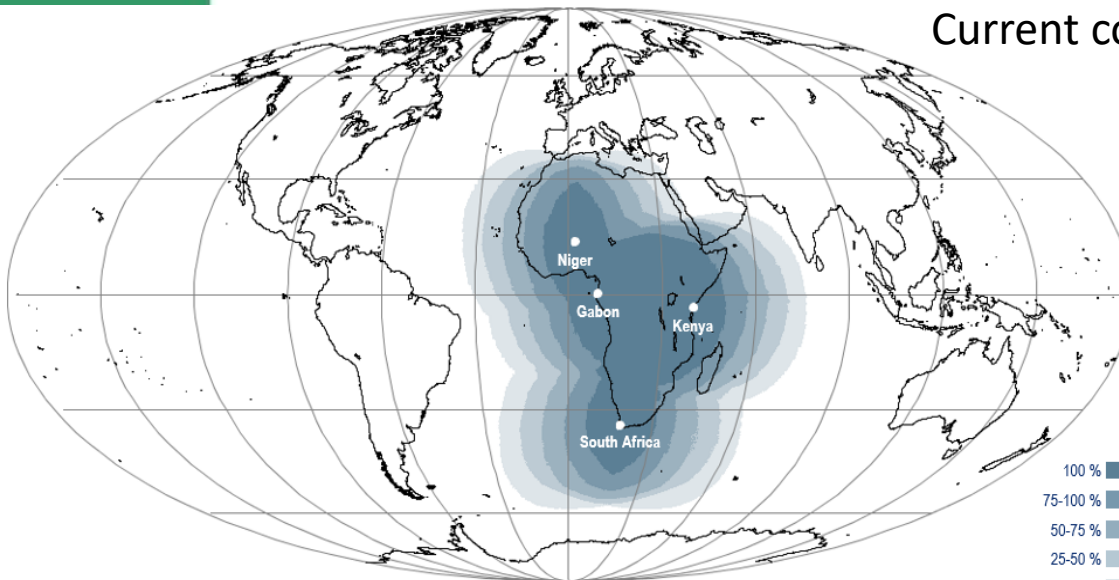 Current co
Niger
Gabon
Kenya
South Africa
100 %
75-100 %
50-75 %
25-50 %